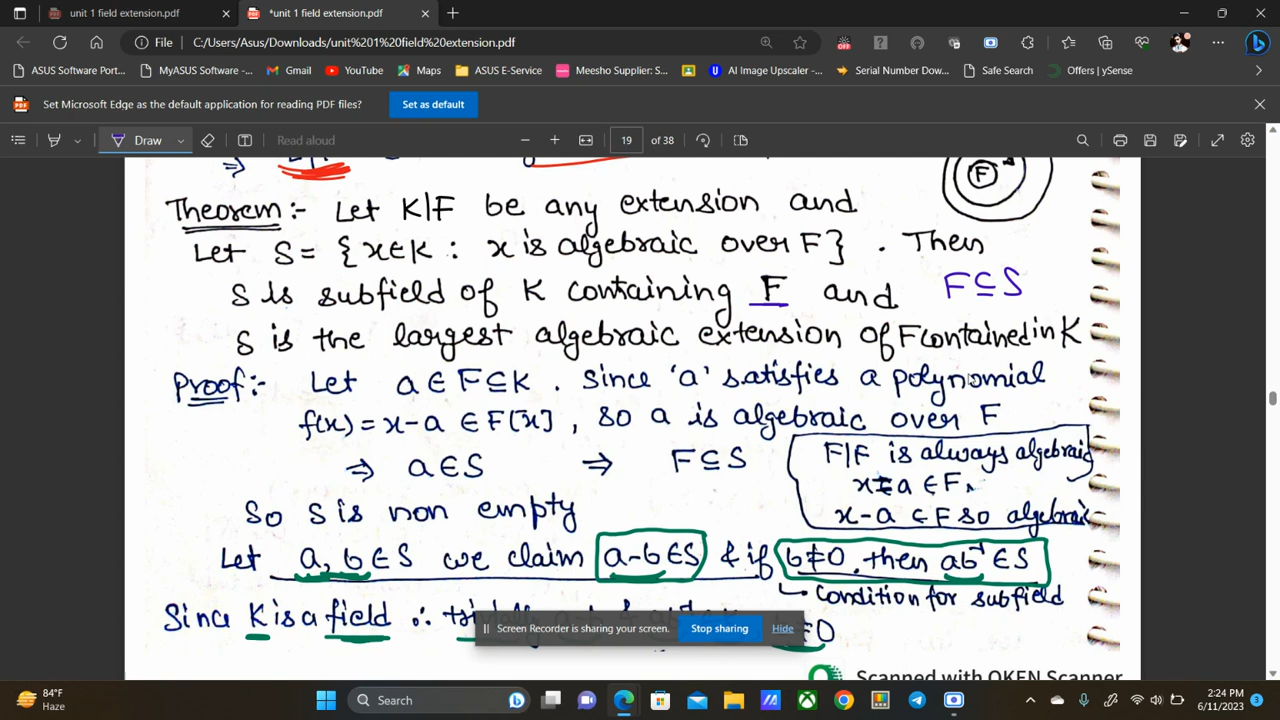 unit 1 field extension.pdf
*unit 1 field extension.pdf
File
C:/Users/Asus/Downloads/unit%201%20field%20extension.pdf
ASUS Software Port...
MyASUS Software -...
Gmail
YouTube
Maps
ASUS E-Service
Meesho Supplier: S...
AI Image Upscaler -...
Serial Number Dow...
Safe Search
Offers | ySense
Set Microsoft Edge as the default application for reading PDF files?
Set as default
Draw
Read aloud
19 of 38
F
Theorem:- Let K|F be any extension and
Let S= {x∈K : x is algebraic over F} . Then
S is subfield of K containing F and F⊆S
S is the largest algebraic extension of F contained in K
Proof:- Let a∈F⊆K . Since 'a' satisfies a polynomial
f(x)=x-a ∈F[x] , so a is algebraic over F
⇒ a∈S ⇒ F⊆S
F|F is always algebraic
x-a ∈ F so algebraic
So S is non empty
Let a, b∈S we claim a-b∈S & if b≠0, then ab⁻¹∈S
Condition for subfield
Since K is a field ∴
Screen Recorder is sharing your screen.
Stop sharing
Hide
≠0
Scanned with OKEN Scanner
84°F
Haze
Search
2:24 PM
6/11/2023
3